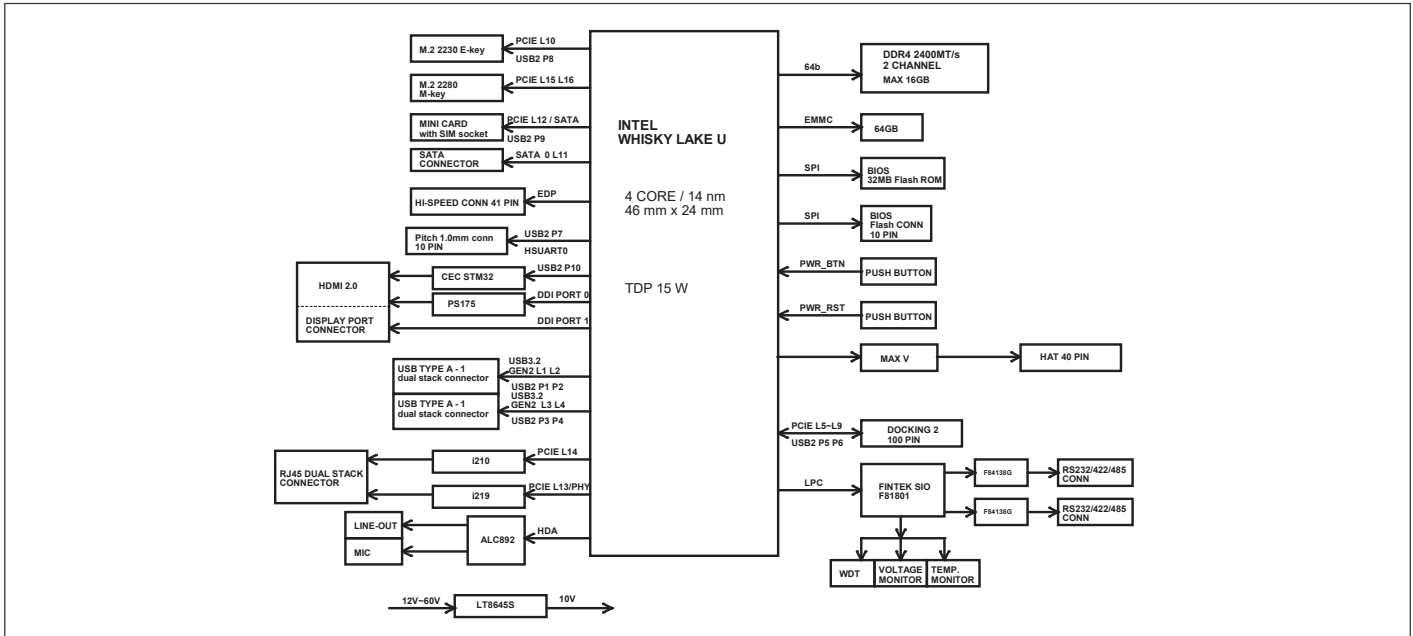 PCIE L10
M.2 2230 E-key
USB2 P8
M.2 2280
M-key
PCIE L15 L16
MINI CARD
with SIM socket
PCIE L12 / SATA
USB2 P9
SATA
CONNECTOR
SATA 0 L11
HI-SPEED CONN 41 PIN
EDP
Pitch 1.0mm conn
10 PIN
USB2 P7
HSUART0
HDMI 2.0
CEC STM32
USB2 P10
PS175
DDI PORT 0
DISPLAY PORT
CONNECTOR
DDI PORT 1
USB TYPE A - 1
dual stack connector
USB3.2
GEN2 L1 L2
USB2 P1 P2
USB TYPE A - 1
dual stack connector
USB3.2
GEN2 L3 L4
USB2 P3 P4
RJ45 DUAL STACK
CONNECTOR
i210
PCIE L14
i219
PCIE L13/PHY
LINE-OUT
MIC
ALC892
HDA
12V~60V
LT8645S
10V
INTEL
WHISKY LAKE U
4 CORE / 14 nm
46 mm x 24 mm
TDP 15 W
64b
DDR4 2400MT/s
2 CHANNEL
MAX 16GB
EMMC
64GB
SPI
BIOS
32MB Flash ROM
SPI
BIOS
Flash CONN
10 PIN
PWR_BTN
PUSH BUTTON
PWR_RST
PUSH BUTTON
MAX V
HAT 40 PIN
PCIE L5~L9
USB2 P5 P6
DOCKING 2
100 PIN
LPC
FINTEK SIO
F81801
F84138G
RS232/422/485
CONN
F84138G
RS232/422/485
CONN
WDT
VOLTAGE
MONITOR
TEMP.
MONITOR